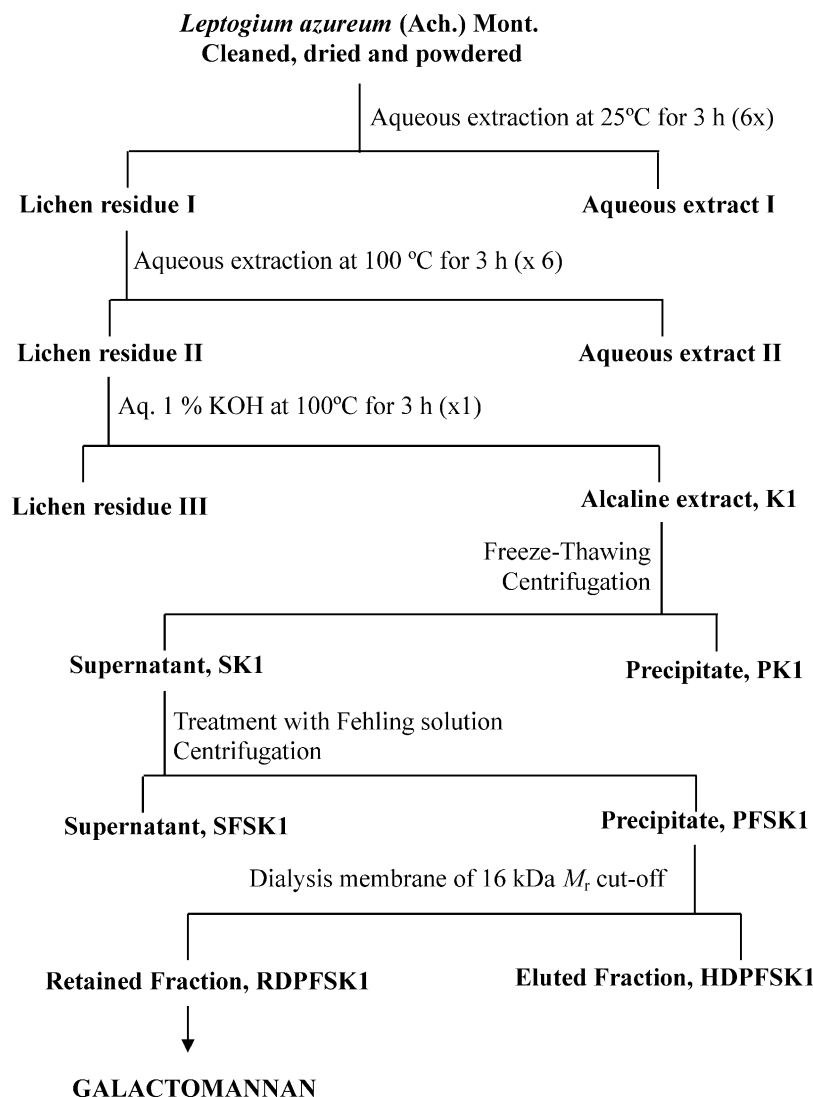 Leptogium azureum (Ach.) Mont.
Cleaned, dried and powdered
Aqueous extraction at 25ºC for 3 h (6x)
Lichen residue I
Aqueous extract I
Aqueous extraction at 100 ºC for 3 h (x 6)
Lichen residue II
Aqueous extract II
Aq. 1 % KOH at 100ºC for 3 h (x1)
Lichen residue III
Alcaline extract, K1
Freeze-Thawing
Centrifugation
Supernatant, SK1
Precipitate, PK1
Treatment with Fehling solution
Centrifugation
Supernatant, SFSK1
Precipitate, PFSK1
Dialysis membrane of 16 kDa Mr cut-off
Retained Fraction, RDPFSK1
Eluted Fraction, HDPFSK1
GALACTOMANNAN